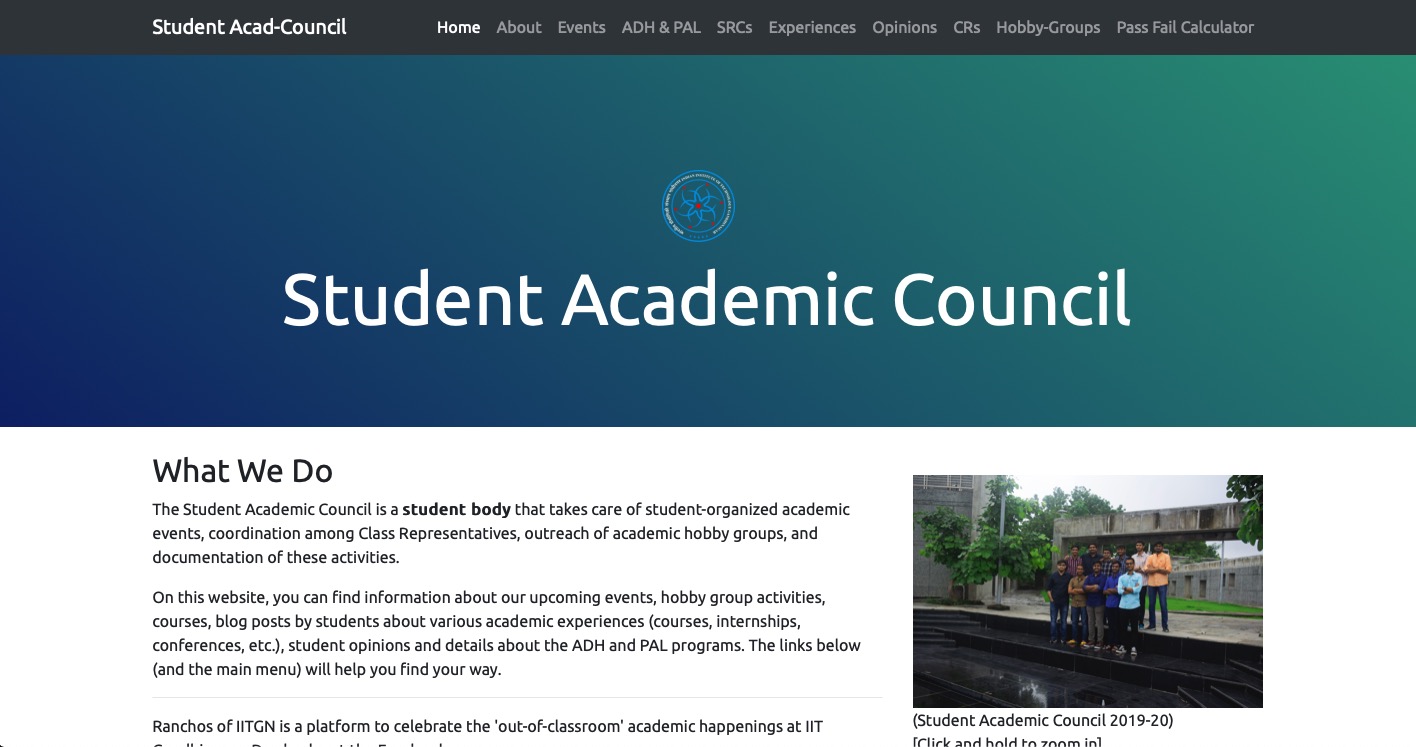 Student Acad-Council
Home About Events ADH & PAL SRCs Experiences Opinions CRs Hobby-Groups Pass Fail Calculator
Student Academic Council
What We Do
The Student Academic Council is a student body that takes care of student-organized academic
events, coordination among Class Representatives, outreach of academic hobby groups, and
documentation of these activities.
On this website, you can find information about our upcoming events, hobby group activities,
courses, blog posts by students about various academic experiences (courses, internships,
conferences, etc.), student opinions and details about the ADH and PAL programs. The links below
(and the main menu) will help you find your way.
Ranchos of IITGN is a platform to celebrate the 'out-of-classroom' academic happenings at IIT
(Student Academic Council 2019-20)
[Click and hold to zoom in]